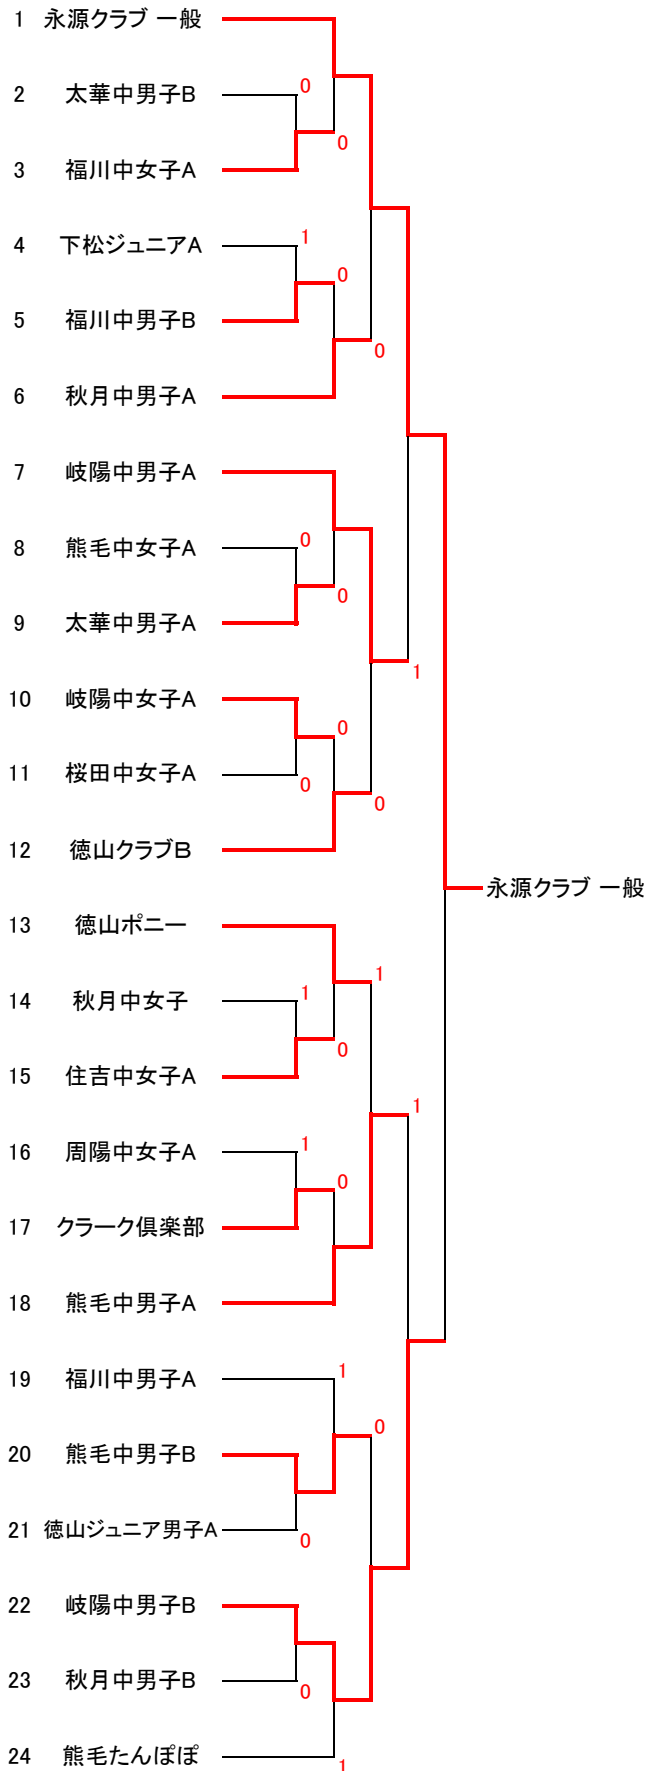 1 永源クラブ 一般
0
2 太華中男子B
0
3 福川中女子A
1
4 下松ジュニアA
0
5 福川中男子B
0
6 秋月中男子A
7 岐陽中男子A
0
8 熊毛中女子A
0
9 太華中男子A
1
10 岐陽中女子A
0
11 桜田中女子A
0
0
12 徳山クラブB
永源クラブ 一般
13 徳山ポニー
1
1
14 秋月中女子
0
15 住吉中女子A
1
1
16 周陽中女子A
0
17 クラーク倶楽部
18 熊毛中男子A
1
19 福川中男子A
0
20 熊毛中男子B
21 徳山ジュニア男子A
0
22 岐陽中男子B
23 秋月中男子B
0
24 熊毛たんぽぽ
1